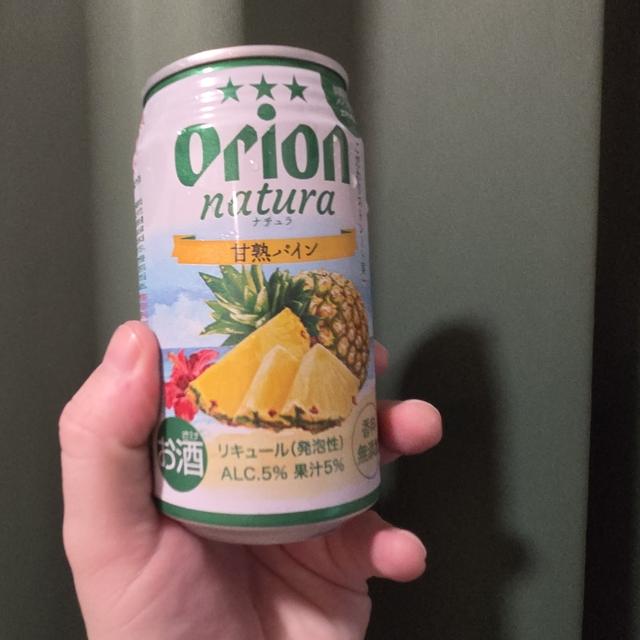 orion
natura
ナチュラ
甘熟パイン
お酒
リキュール(発泡性)
ALC.5% 果汁5%